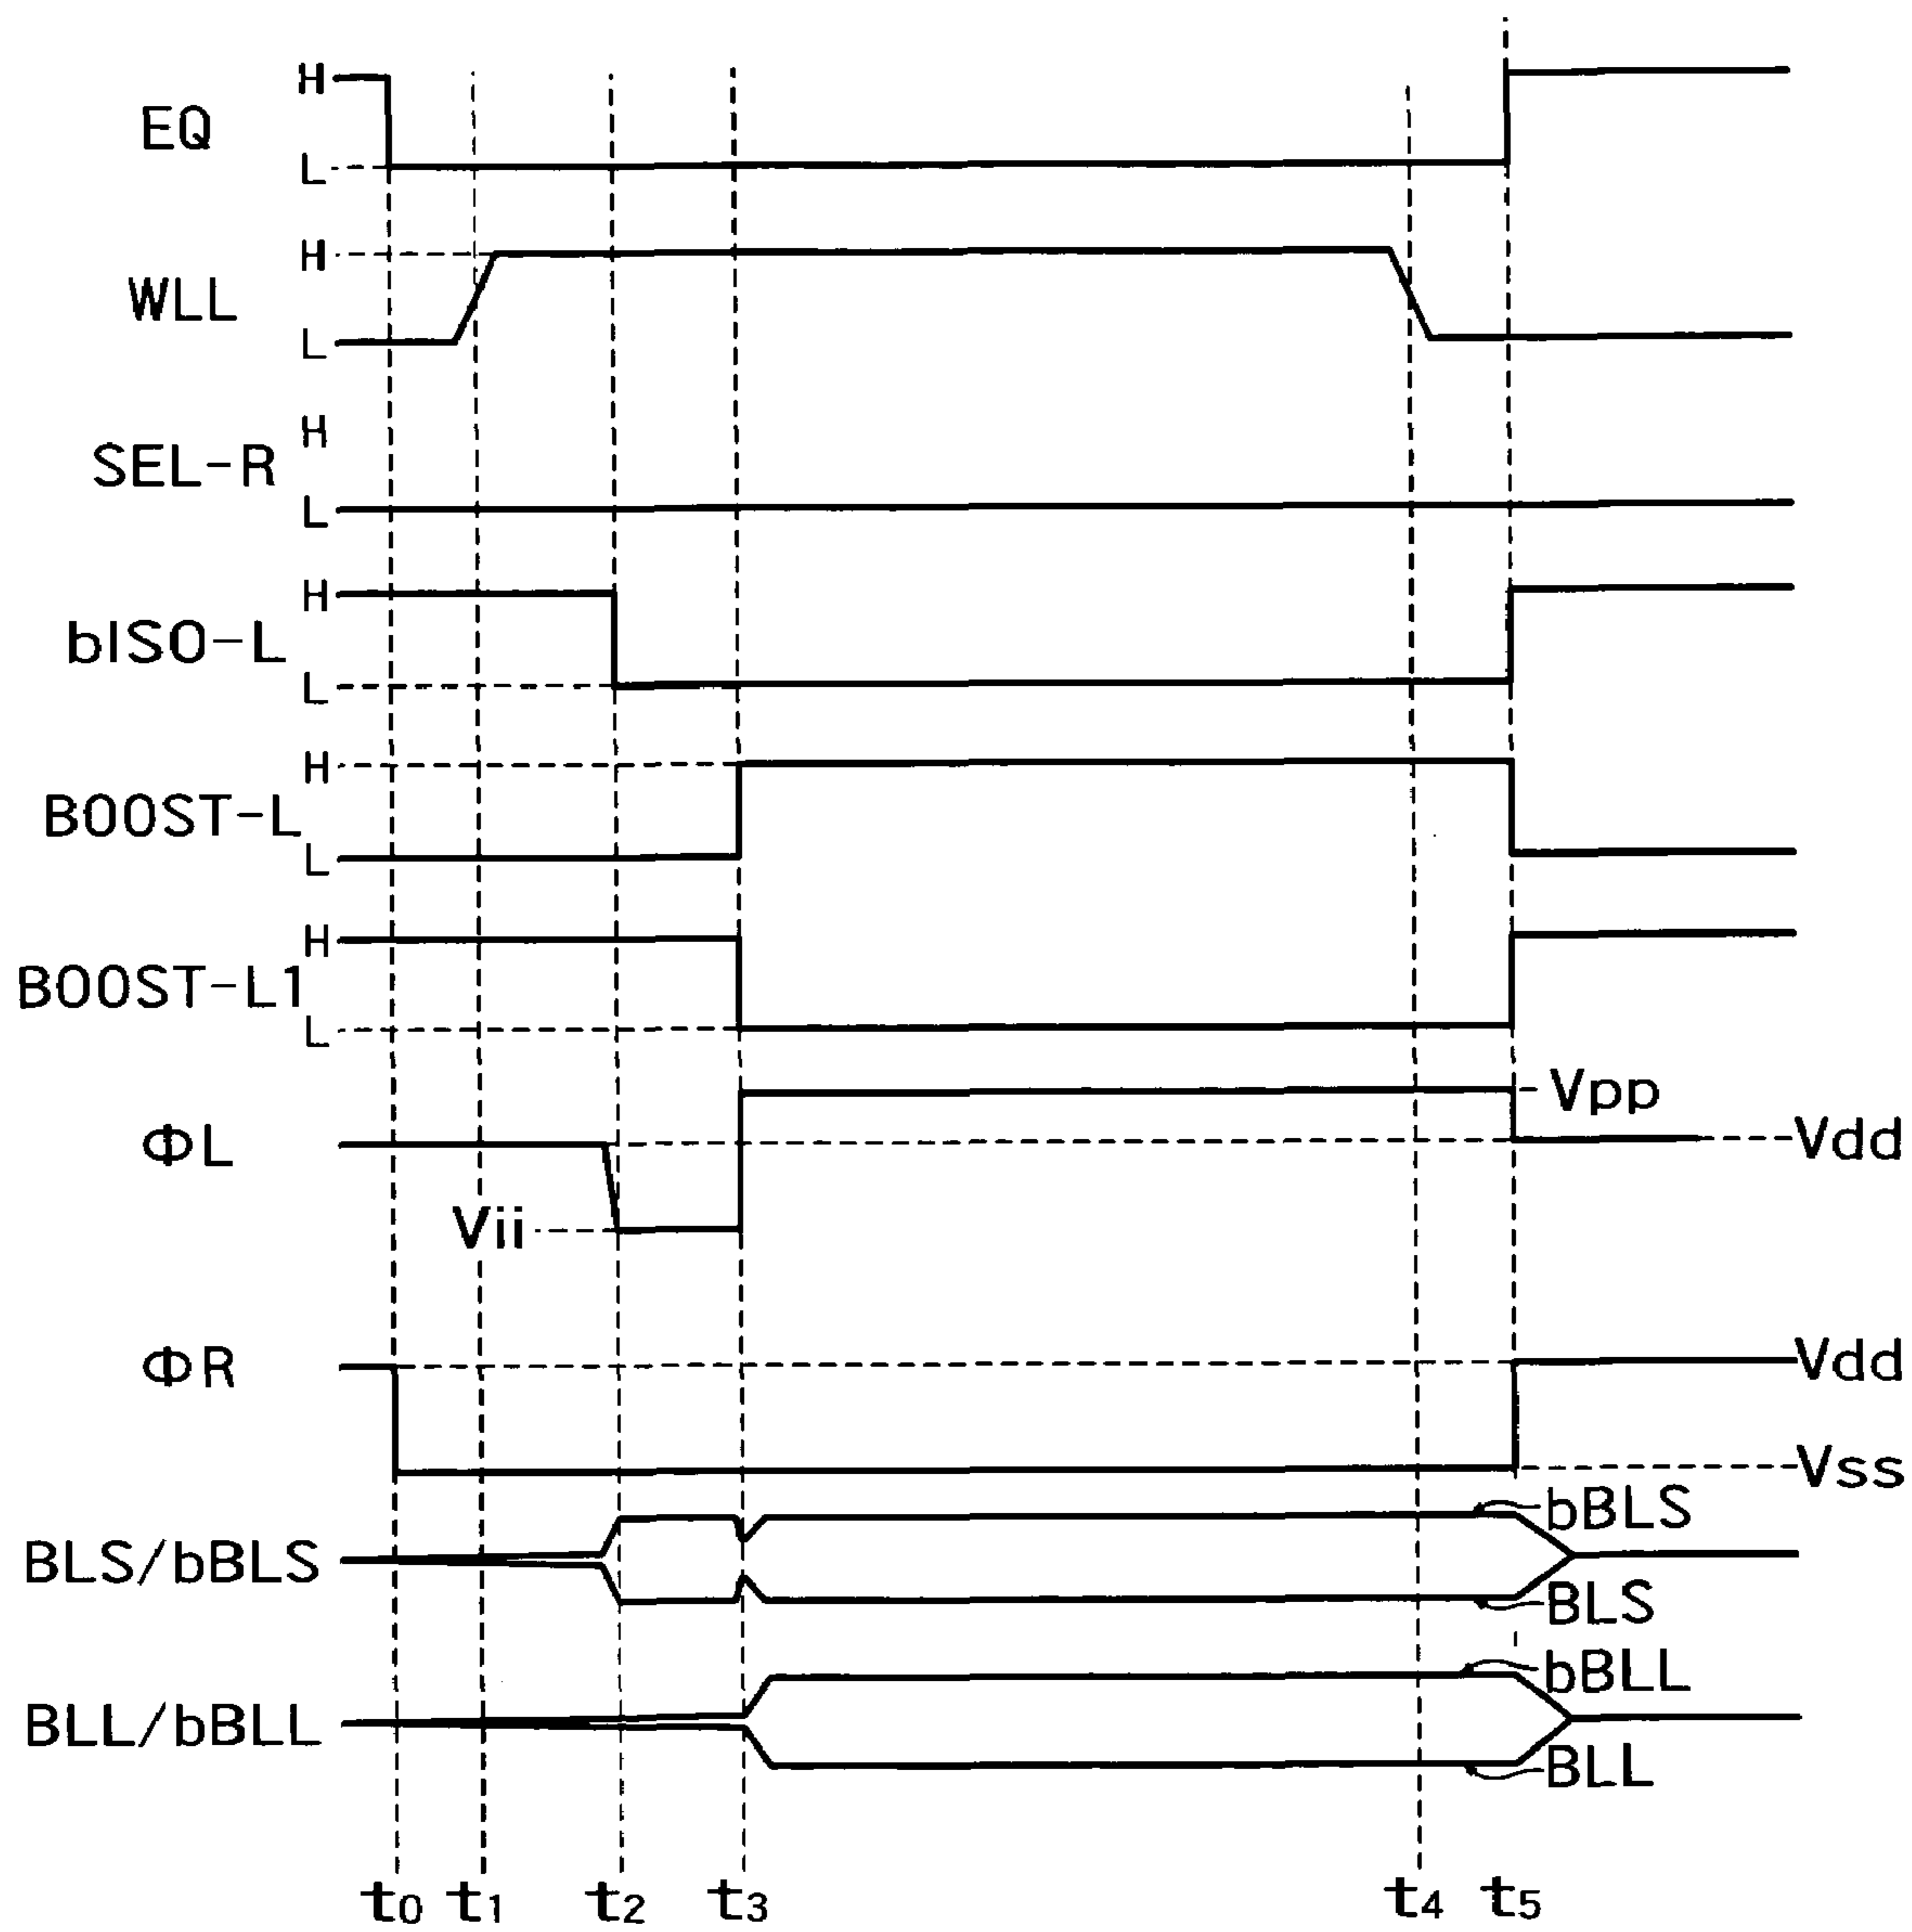 H
EQ
L
H
WLL
L
H
SEL-R
L
H
bISO-L
L
H
BOOST-L
L
H
BOOST-L1
L
Vpp
ΦL
Vdd
Vii
ΦR
Vdd
Vss
bBLS
BLS/bBLS
BLS
bBLL
BLL/bBLL
BLL
t0 t1 t2 t3 t4 t5